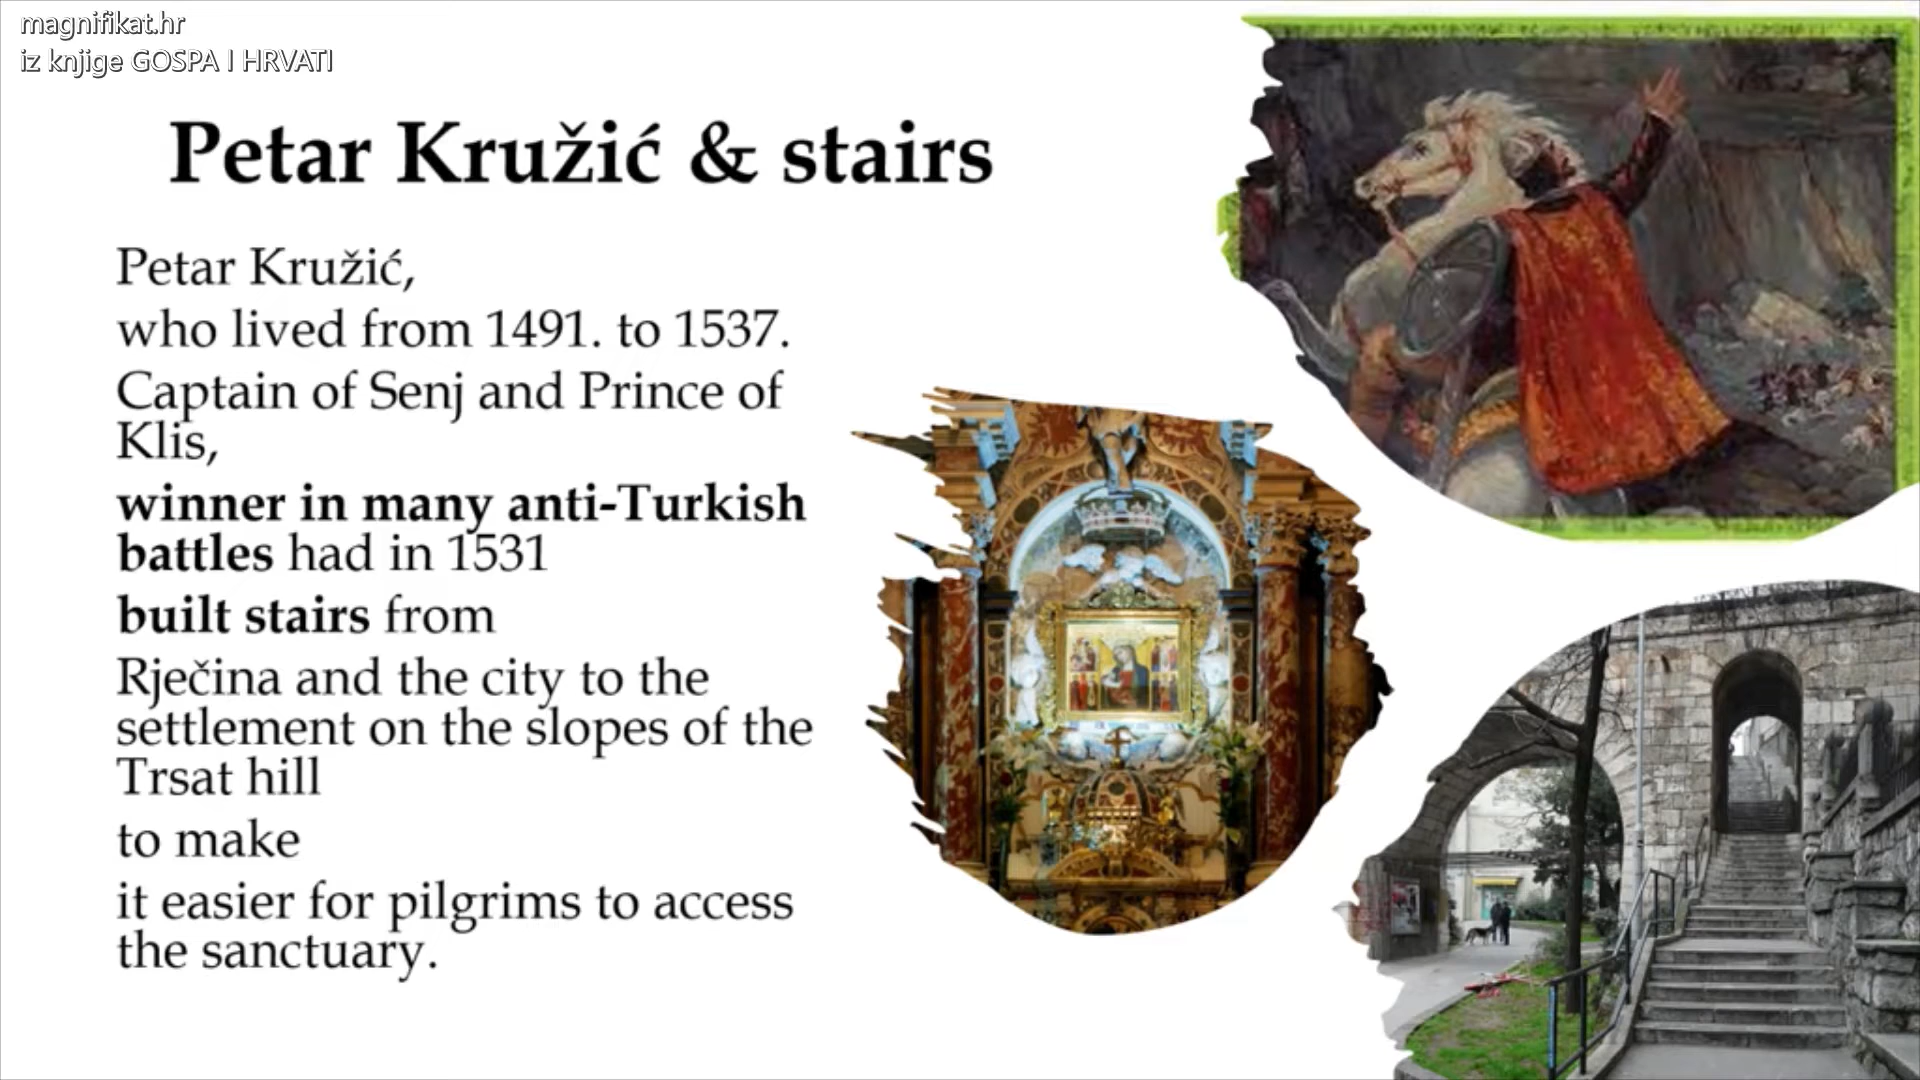 magnifikat.hr
iz knjige GOSPA I HRVATI
Petar Kružić & stairs
Petar Kružić,
who lived from 1491. to 1537.
Captain of Senj and Prince of
Klis,
winner in many anti-Turkish
battles had in 1531
built stairs from
Rječina and the city to the
settlement on the slopes of the
Trsat hill
to make
it easier for pilgrims to access
the sanctuary.